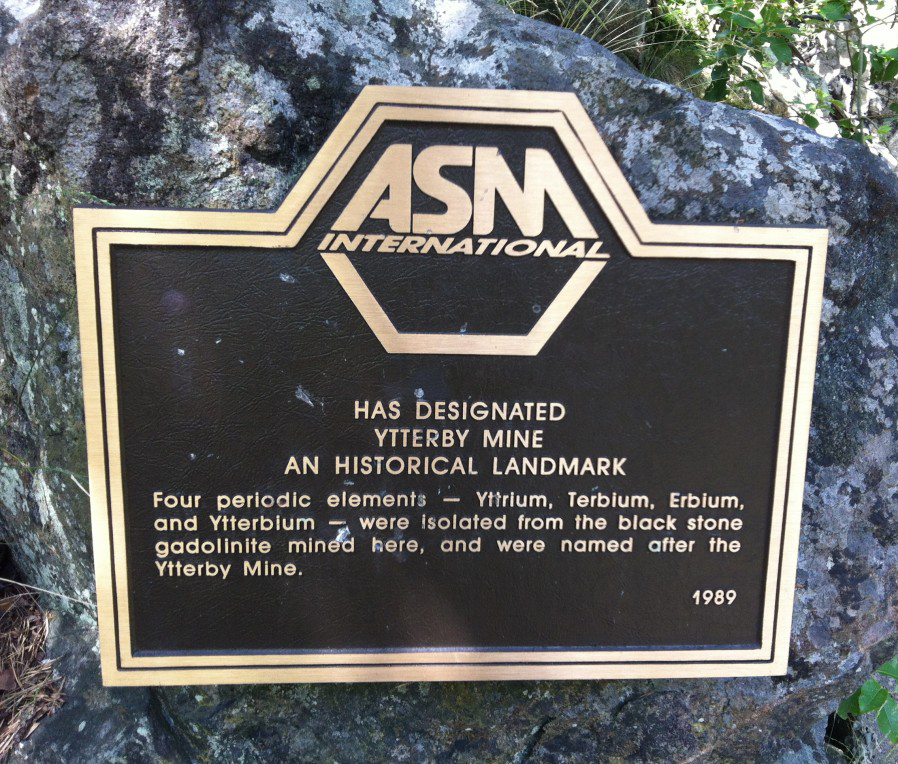 ASM
INTERNATIONAL
HAS DESIGNATED
YTTERBY MINE
AN HISTORICAL LANDMARK
Four periodic elements — Yttrium, Terbium, Erbium,
and Ytterbium — were isolated from the black stone
gadolinite mined here, and were named after the
Ytterby Mine.
1989